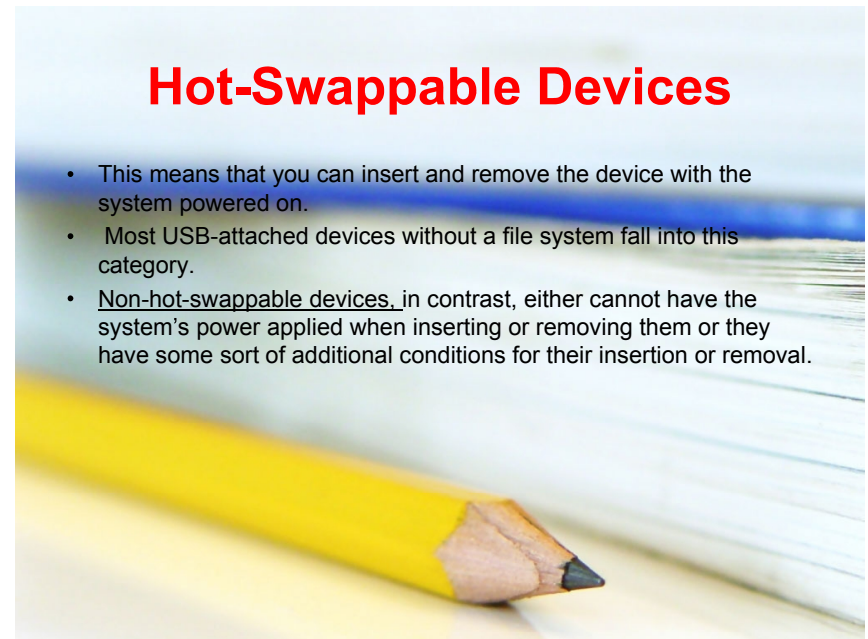 Hot-Swappable Devices
• This means that you can insert and remove the device with the
system powered on.
• Most USB-attached devices without a file system fall into this
category.
• Non-hot-swappable devices, in contrast, either cannot have the
system’s power applied when inserting or removing them or they
have some sort of additional conditions for their insertion or removal.